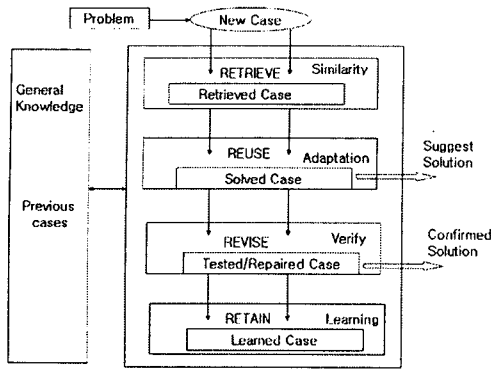 Problem
New Case
General
Knowledge
Previous
cases
RETRIEVE
Similarity
Retrieved Case
REUSE
Adaptation
Solved Case
Suggest
Solution
REVISE
Verify
Tested/Repaired Case
Confirmed
Solution
RETAIN
Learning
Learned Case